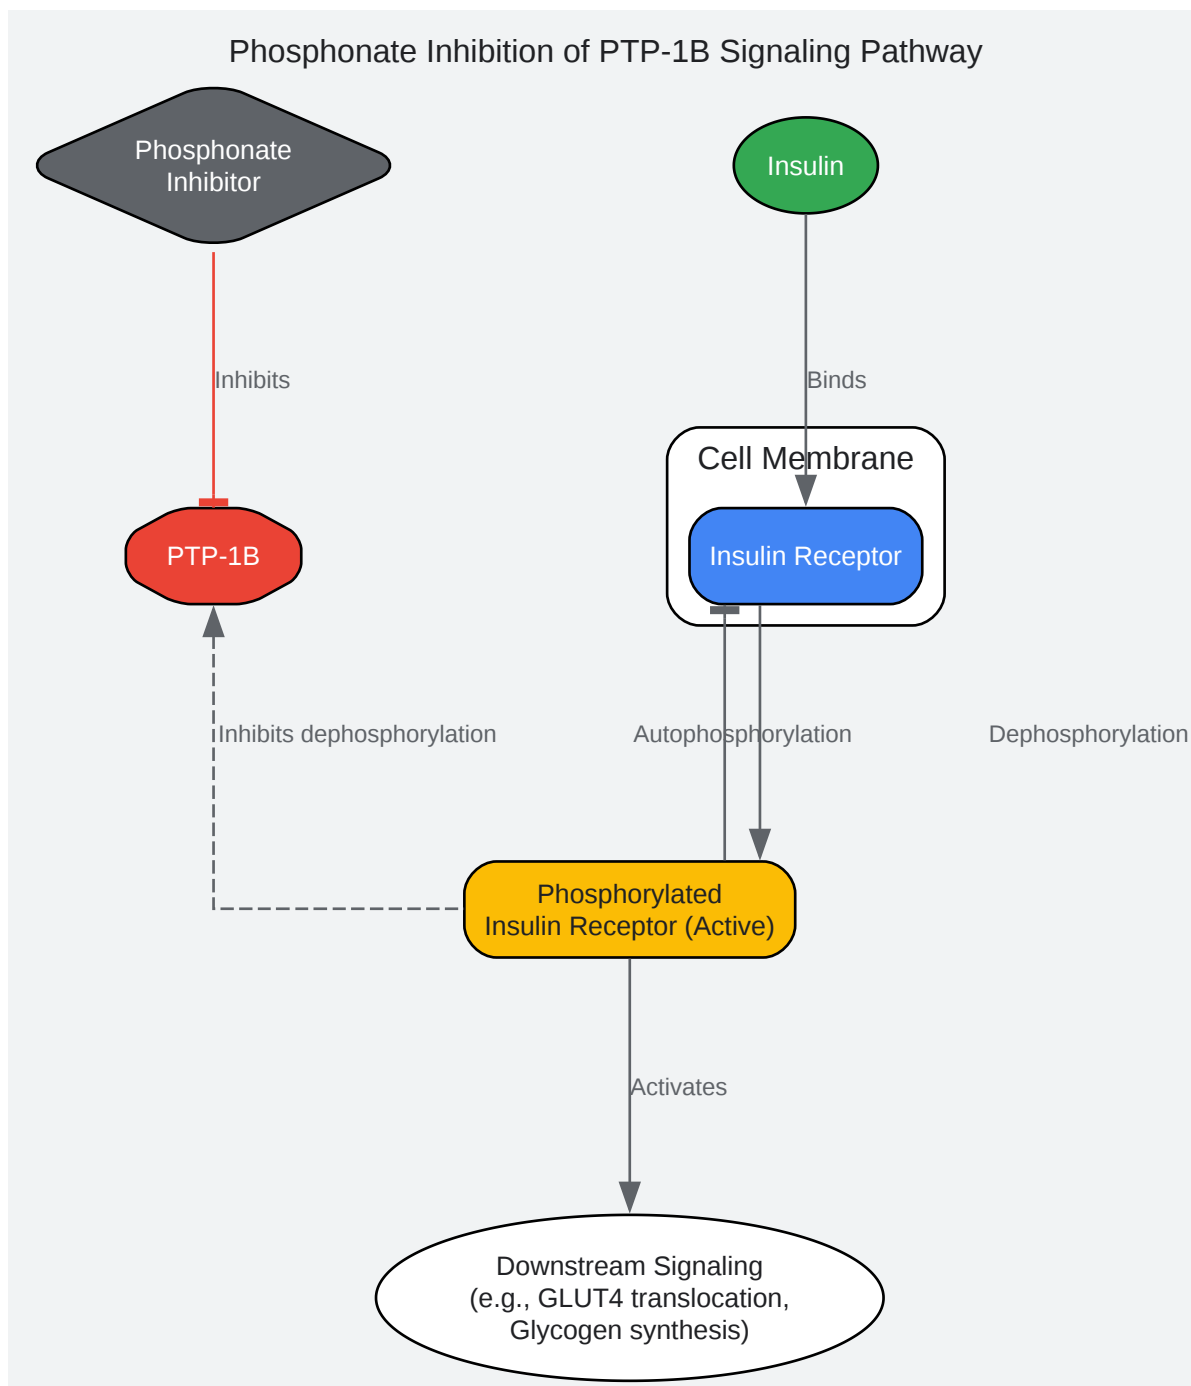 Phosphonate Inhibition of PTP-1B Signaling Pathway
Phosphonate
Inhibitor
Insulin
Inhibits
Binds
Cell Membrane
PTP-1B
Insulin Receptor
Inhibits dephosphorylation
Autophosphorylation
Dephosphorylation
Phosphorylated
Insulin Receptor (Active)
Activates
Downstream Signaling
(e.g., GLUT4 translocation,
Glycogen synthesis)